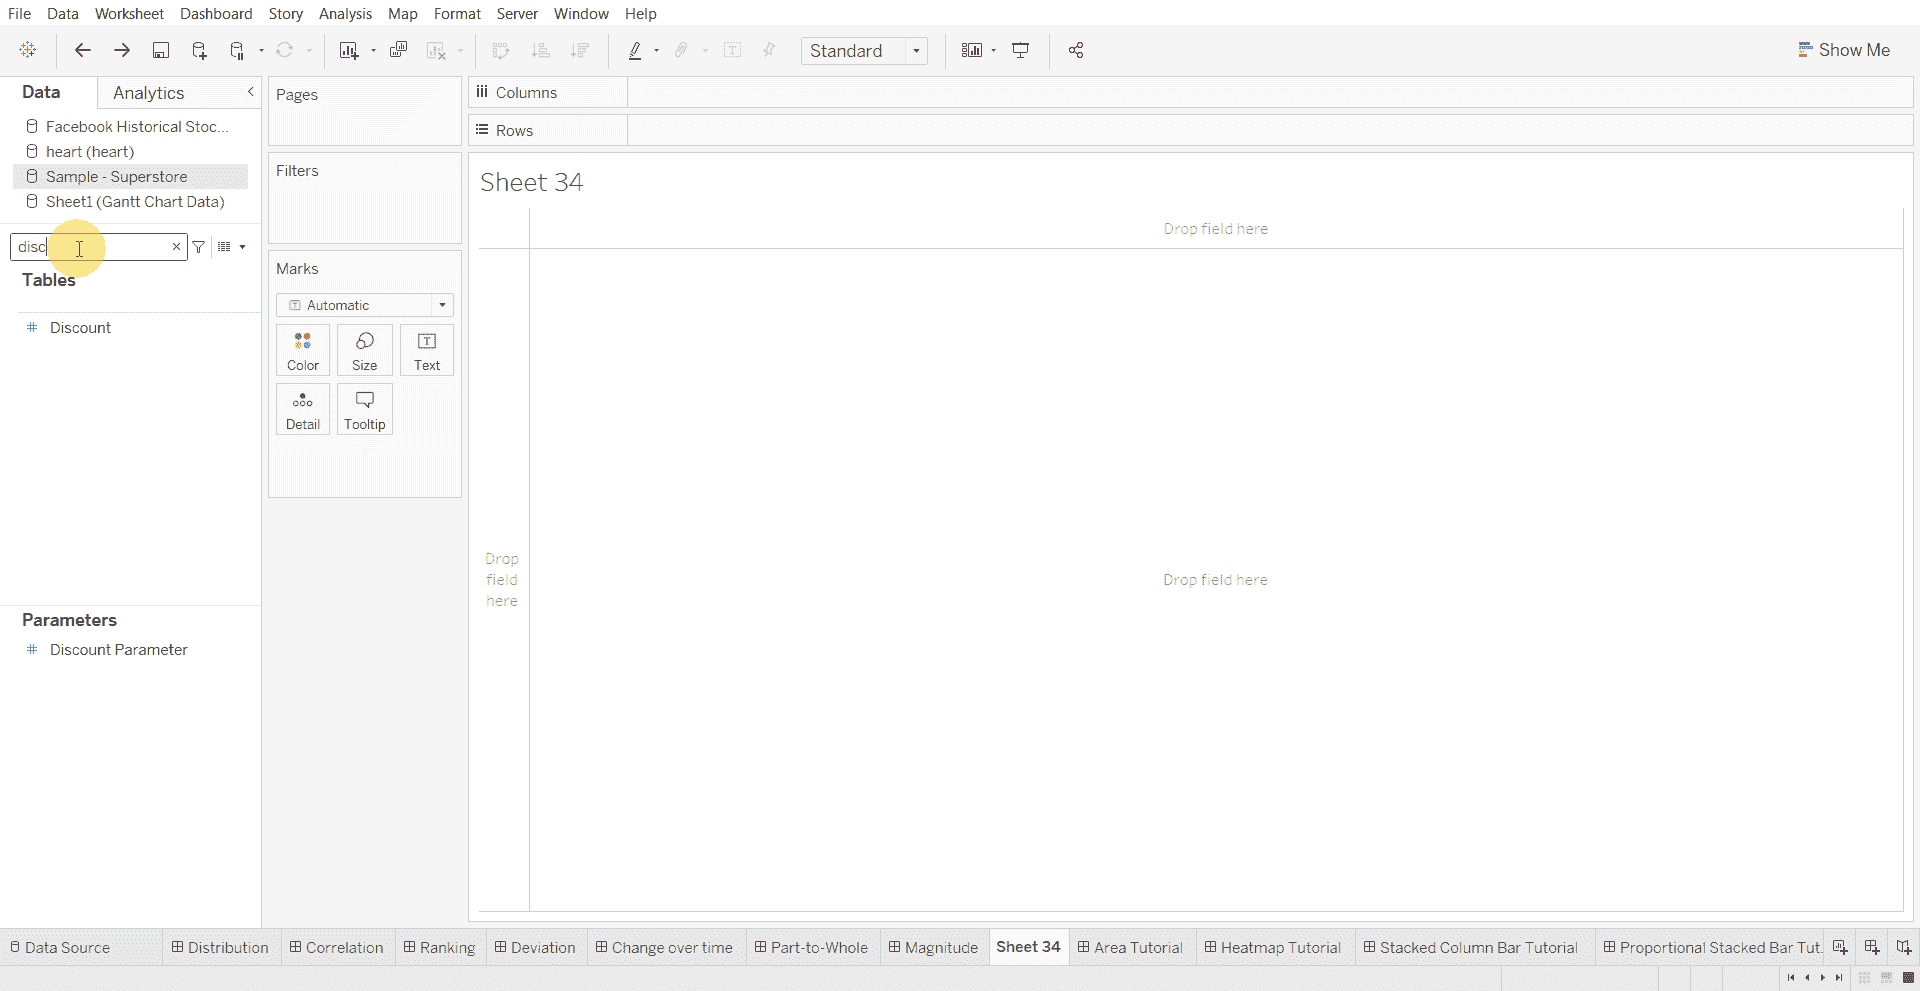 File Data Worksheet Dashboard Story Analysis Map Format Server Window Help
Standard
Show Me
Data
Analytics
Facebook Historical Stoc...
heart (heart)
Sample - Superstore
Sheet1 (Gantt Chart Data)
disc
Tables
Discount
Parameters
Discount Parameter
Pages
Filters
Marks
Automatic
Color
Size
Text
Detail
Tooltip
Columns
Rows
Sheet 34
Drop field here
Drop
field
here
Drop field here
Data Source
Distribution
Correlation
Ranking
Deviation
Change over time
Part-to-Whole
Magnitude
Sheet 34
Area Tutorial
Heatmap Tutorial
Stacked Column Bar Tutorial
Proportional Stacked Bar Tut.